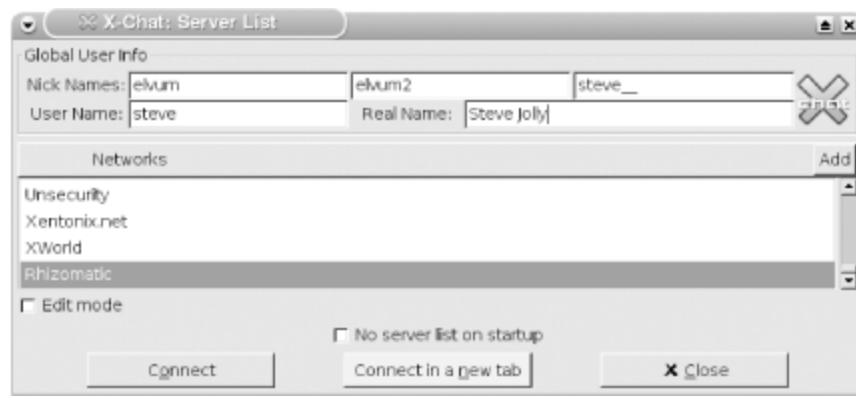 X-Chat: Server List
Global User Info
Nick Names: elvum elvum2 steve__
User Name: steve Real Name: Steve Jolly
chat
Networks Add
Unsecurity
Xentonix.net
XWorld
Rhizomatic
Edit mode
No server list on startup
Connect Connect in a new tab Close